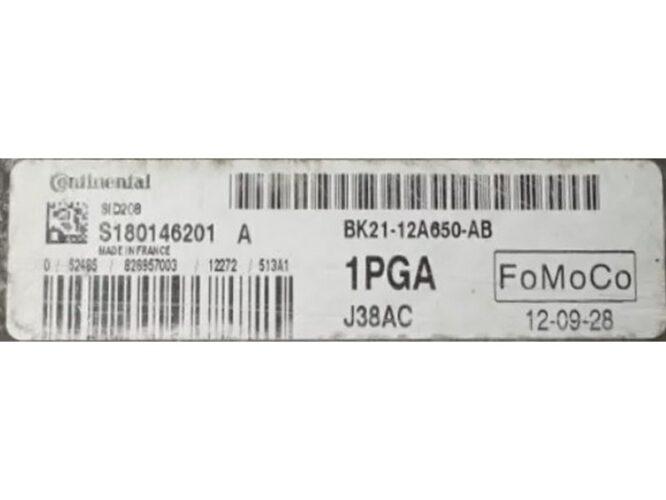 Continental
SID208
S180146201 A
MADE IN FRANCE
0 / 52485 / 826957003 / 12272 / 513A1
BK21-12A650-AB
1PGA
J38AC
FoMoCo
12-09-28